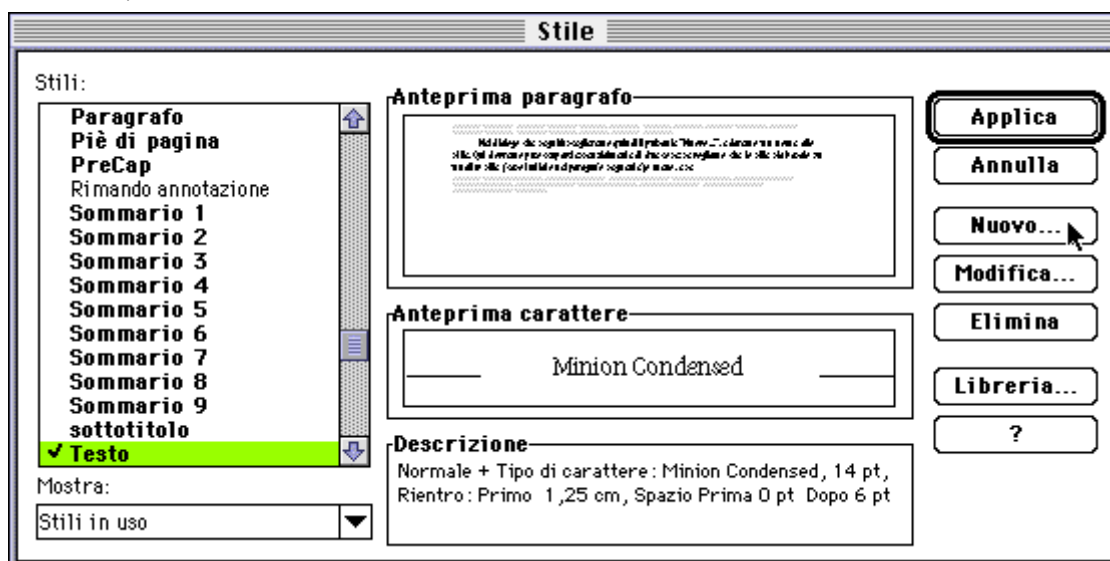 Stile
Stili:
Paragrafo
Piè di pagina
PreCap
Rimando annotazione
Sommario 1
Sommario 2
Sommario 3
Sommario 4
Sommario 5
Sommario 6
Sommario 7
Sommario 8
Sommario 9
sottotitolo
✓ Testo
Mostra:
Stili in uso
Anteprima paragrafo
Anteprima carattere
Minion Condensed
Descrizione
Normale + Tipo di carattere: Minion Condensed, 14 pt,
Rientro: Primo 1,25 cm, Spazio Prima 0 pt Dopo 6 pt
Applica
Annulla
Nuovo...
Modifica...
Elimina
Libreria...
?